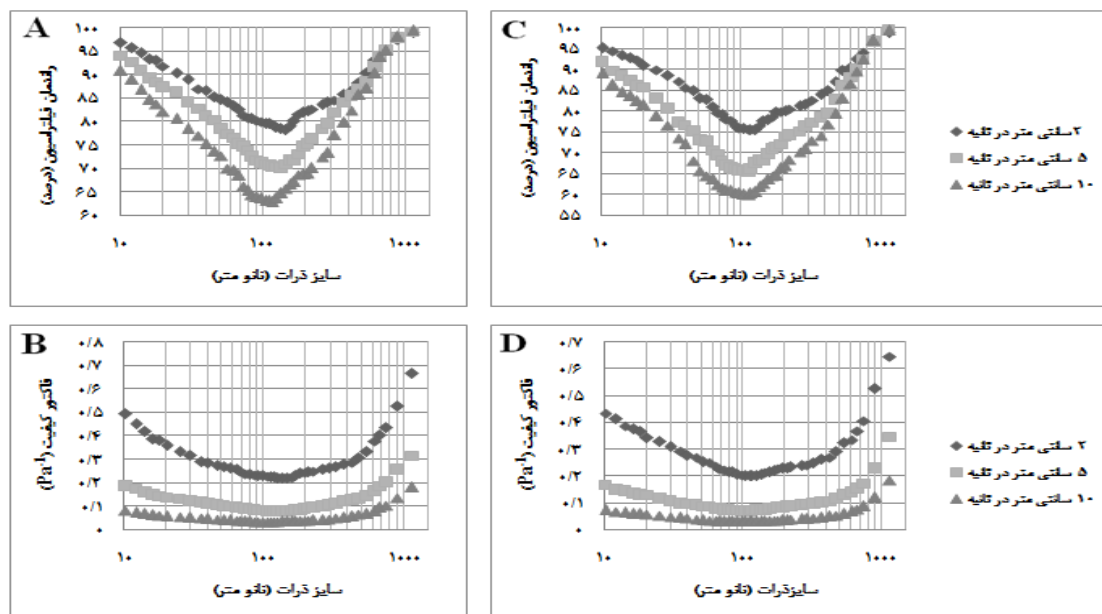 A
۱۰۰
۹۵
۹۰
۸۵
۸۰
۷۵
۷۰
۶۵
۶۰
راندمان فیلتراسیون (درصد)
۱۰
۱۰۰
۱۰۰۰
سایز ذرات (نانو متر)
C
۱۰۰
۹۵
۹۰
۸۵
۸۰
۷۵
۷۰
۶۵
۶۰
۵۵
راندمان فیلتراسیون (درصد)
۱۰
۱۰۰
۱۰۰۰
سایز ذرات (نانو متر)
۲سانتی متر در ثانیه
۵ سانتی متر در ثانیه
۱۰ سانتی متر در ثانیه
B
۰/۸
۰/۷
۰/۶
۰/۵
۰/۴
۰/۳
۰/۲
۰/۱
۰
فاکتور کیفیت (Pa⁻¹)
۱۰
۱۰۰
۱۰۰۰
سایز ذرات (نانو متر)
D
۰/۷
۰/۶
۰/۵
۰/۴
۰/۳
۰/۲
۰/۱
۰
فاکتور کیفیت (Pa⁻¹)
۱۰
۱۰۰
۱۰۰۰
سایزذرات (نانو متر)
۲ سانتی متر در ثانیه
۵ سانتی متر در ثانیه
۱۰ سانتی متر در ثانیه